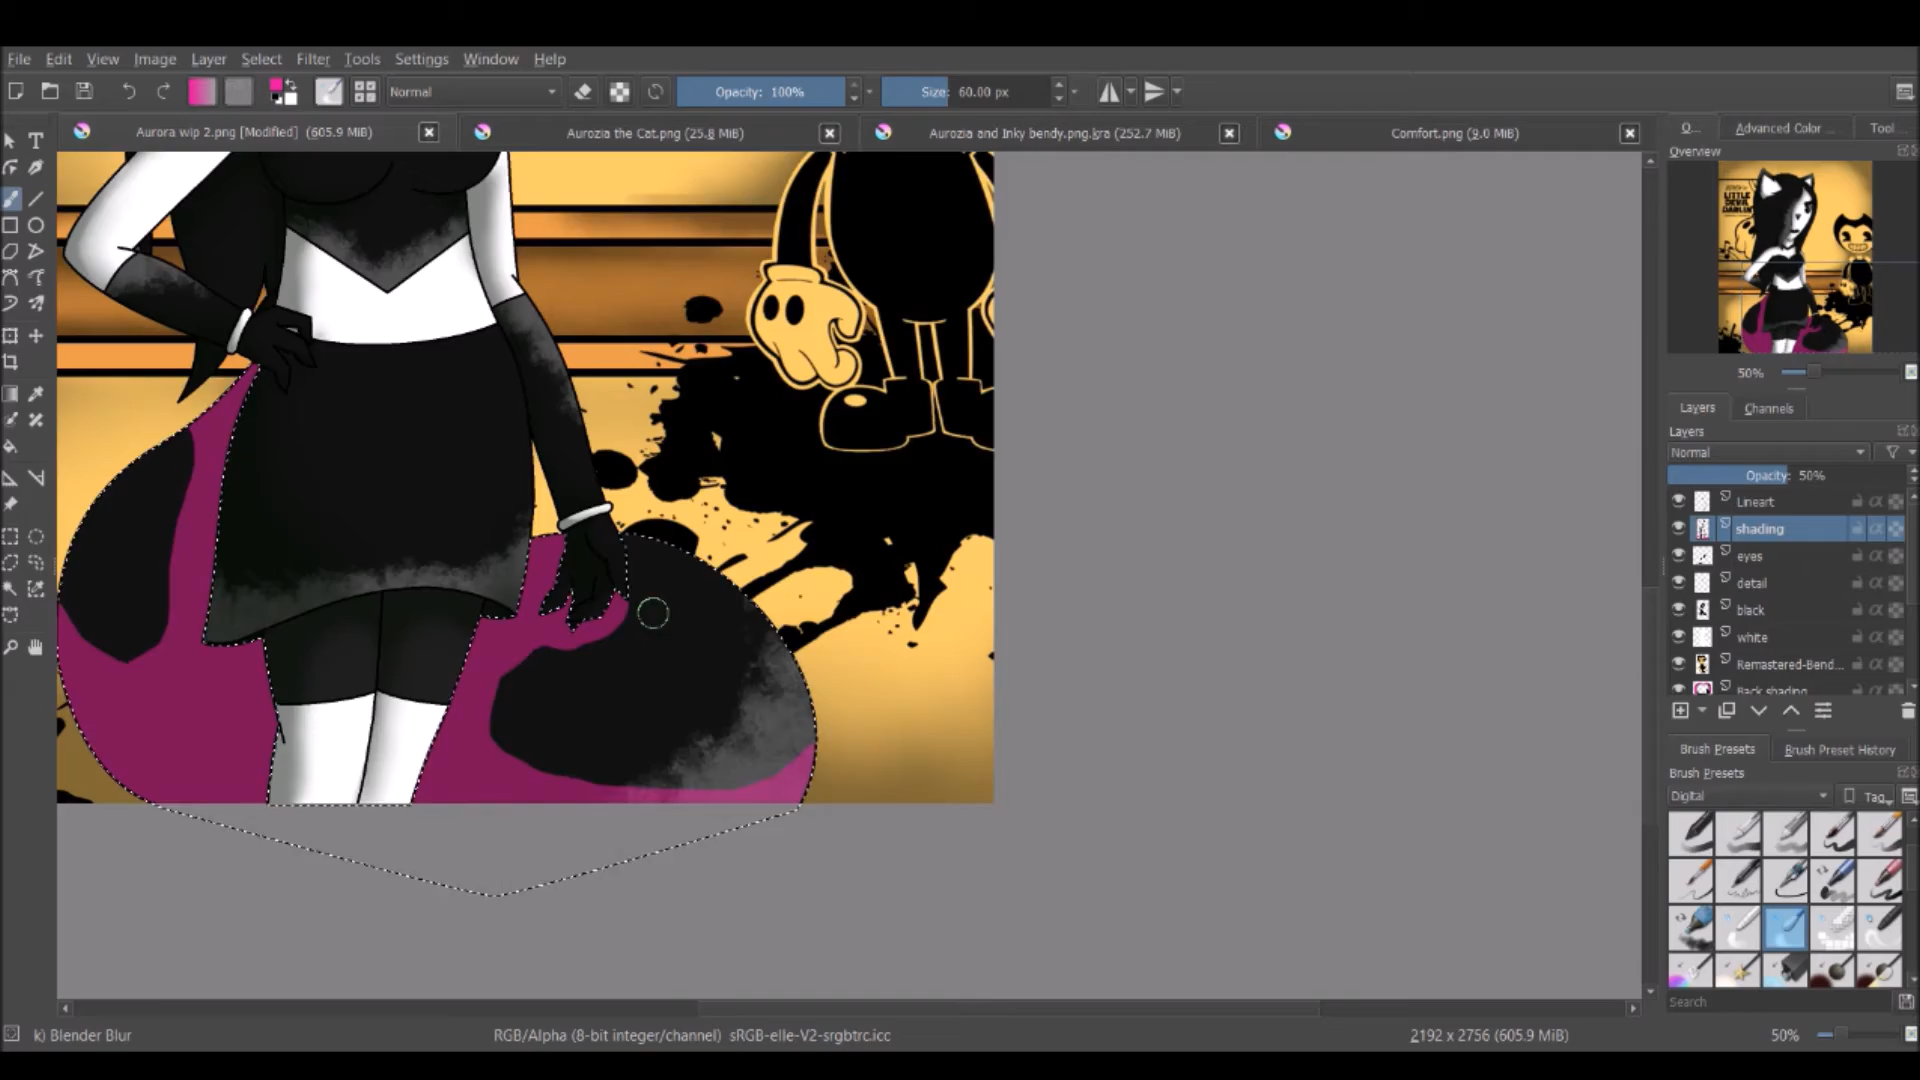 File Edit View Image Layer Select Filter Tools Settings Window Help
Normal Opacity: 100% Size: 60.00 px
Aurora wip 2.png [Modified] (605.9 MiB) Aurozia the Cat.png (25.8 MiB) Aurozia and Inky bendy.png.kra (252.7 MiB) Comfort.png (9.0 MiB)
O... Advanced Color ... Tool ...
Overview
LITTLE
DEVIL
DARLIN'
50%
Layers Channels
Layers
Normal
Opacity: 50%
Lineart
shading
eyes
detail
black
white
Remastered-Bend...
Back shading
Brush Presets Brush Preset History
Brush Presets
Digital Tag
Search
k) Blender Blur RGB/Alpha (8-bit integer/channel) sRGB-elle-V2-srgbtrc.icc 2192 x 2756 (605.9 MiB) 50%